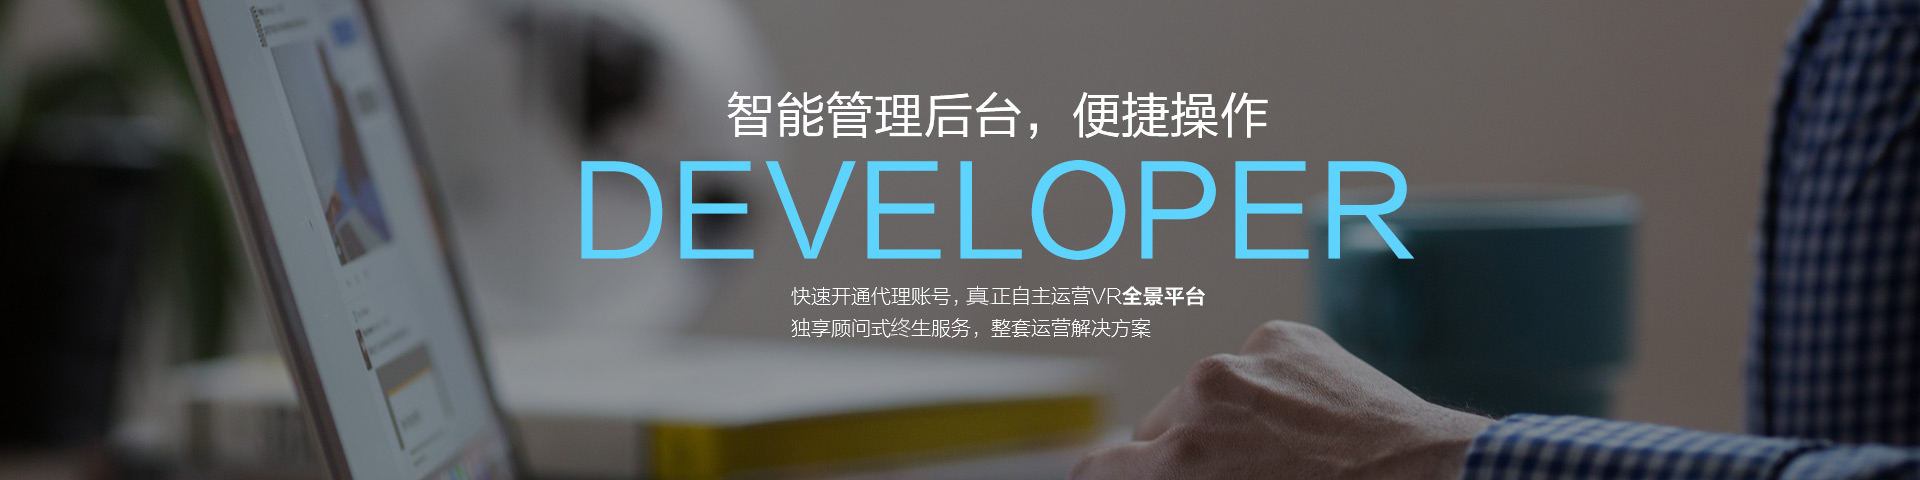 智能管理后台，便捷操作
DEVELOPER
快速开通代理账号，真正自主运营VR全景平台
独享顾问式终生服务，整套运营解决方案